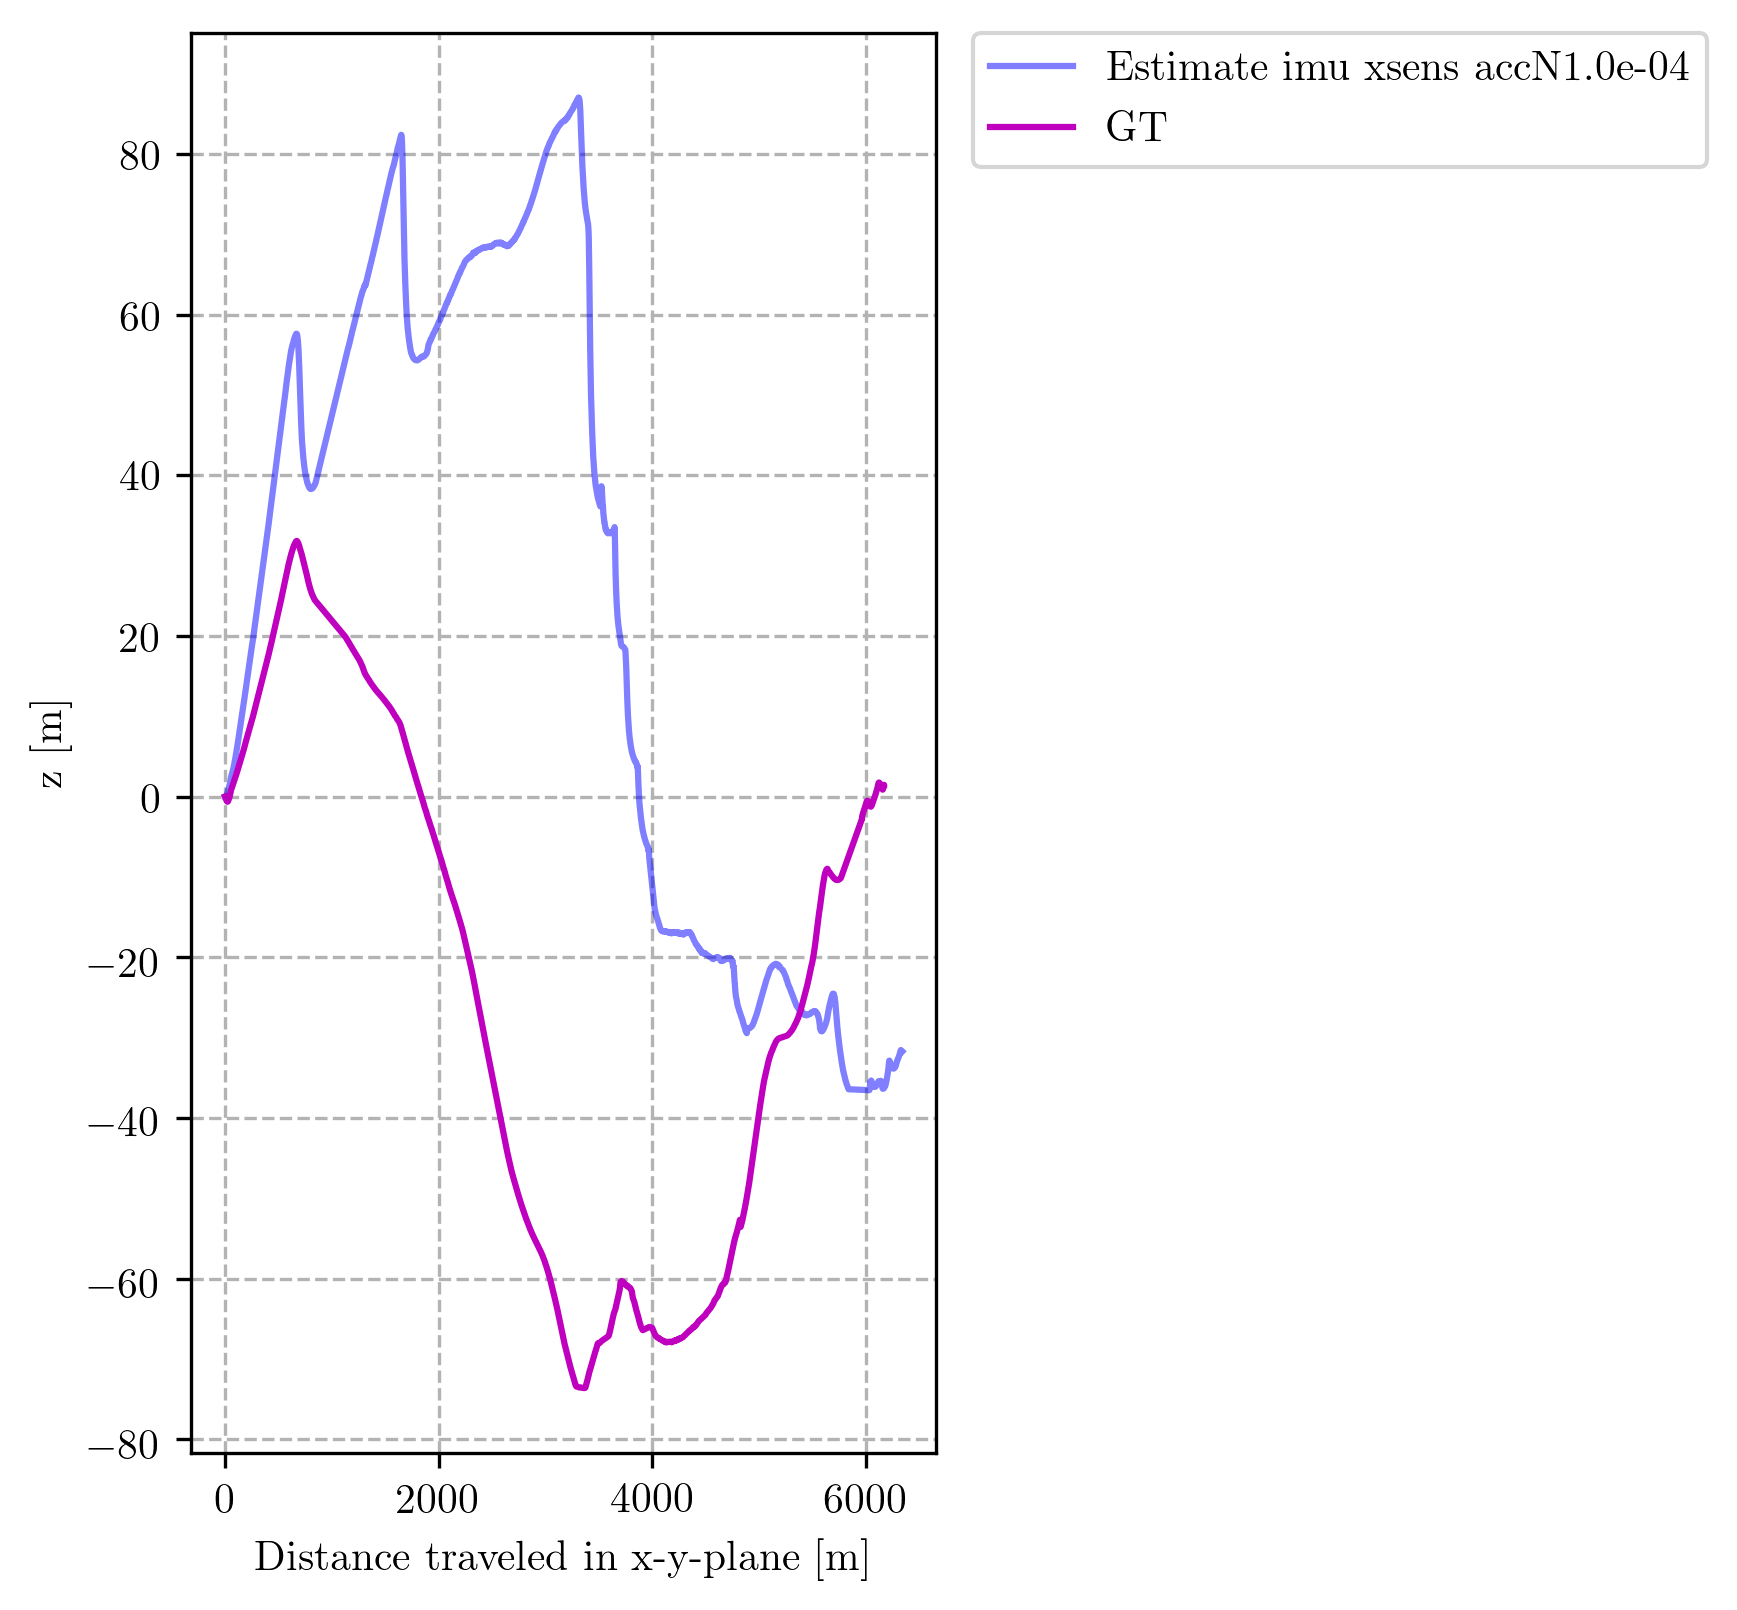 Estimate imu xsens accN1.0e-04
GT
z [m]
80
60
40
20
0
−20
−40
−60
−80
0 2000 4000 6000
Distance traveled in x-y-plane [m]